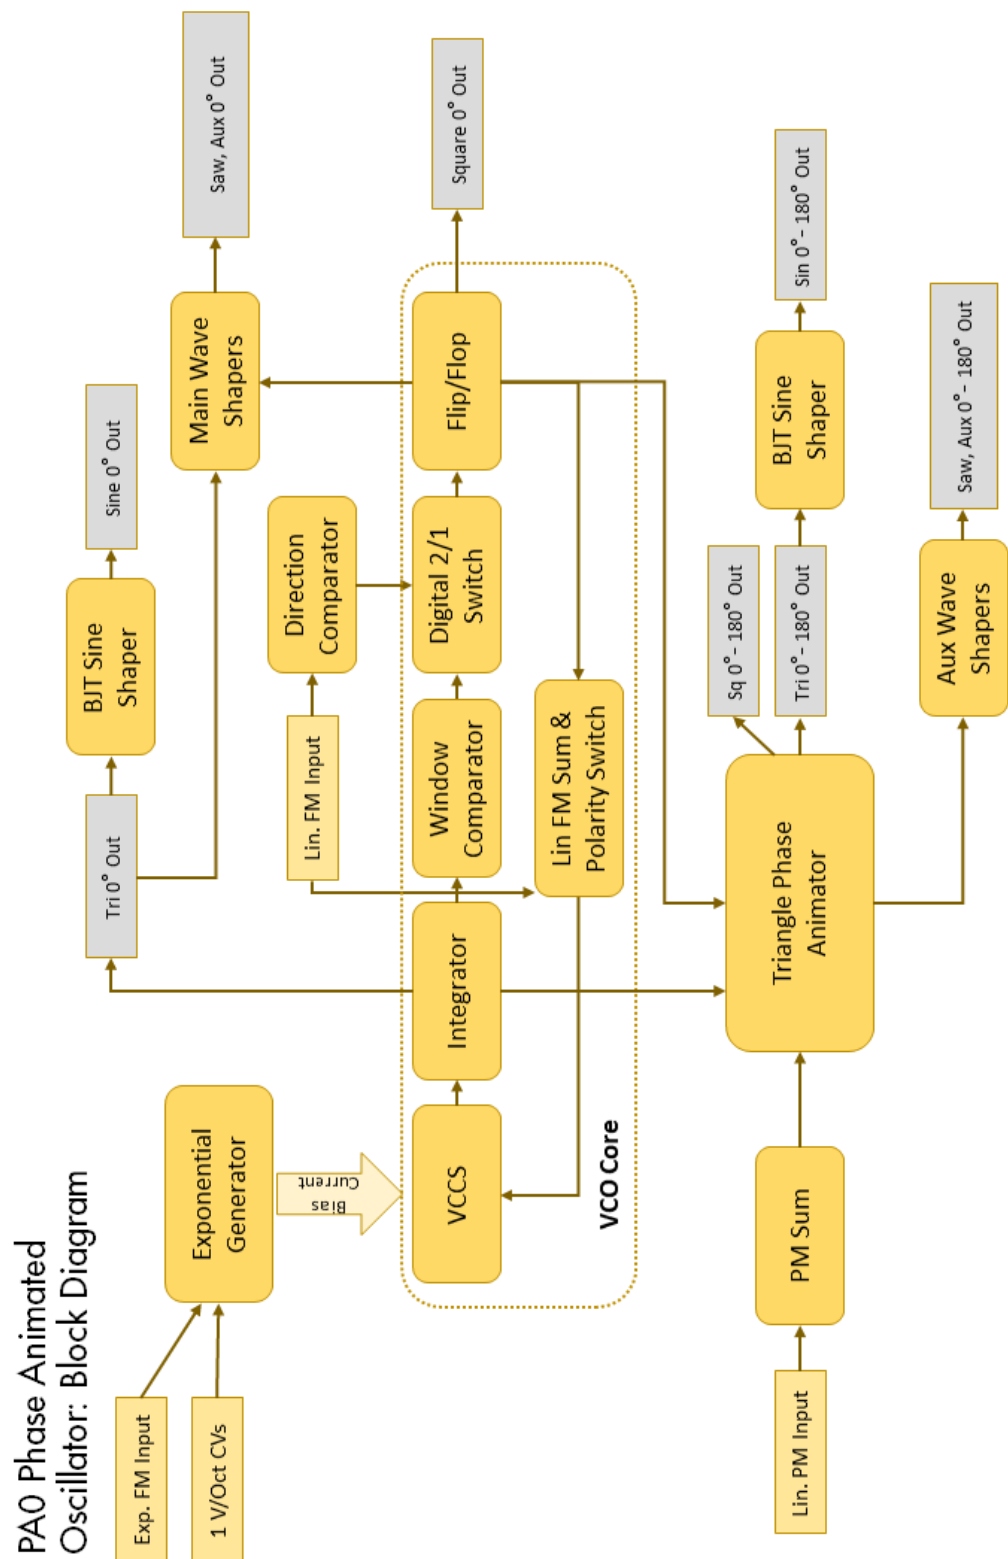 PAO Phase Animated
Oscillator: Block Diagram
Exp. FM Input
1 V/Oct CVs
Exponential
Generator
Bias
Current
Tri 0° Out
BJT Sine
Shaper
Sine 0° Out
Main Wave
Shapers
Saw, Aux 0° Out
Lin. FM Input
Direction
Comparator
VCCS
Integrator
Window
Comparator
Digital 2/1
Switch
Flip/Flop
Square 0° Out
Lin FM Sum &
Polarity Switch
VCO Core
Lin. PM Input
PM Sum
Triangle Phase
Animator
Sq 0°- 180° Out
Tri 0°- 180° Out
BJT Sine
Shaper
Sin 0°- 180° Out
Aux Wave
Shapers
Saw, Aux 0°- 180° Out